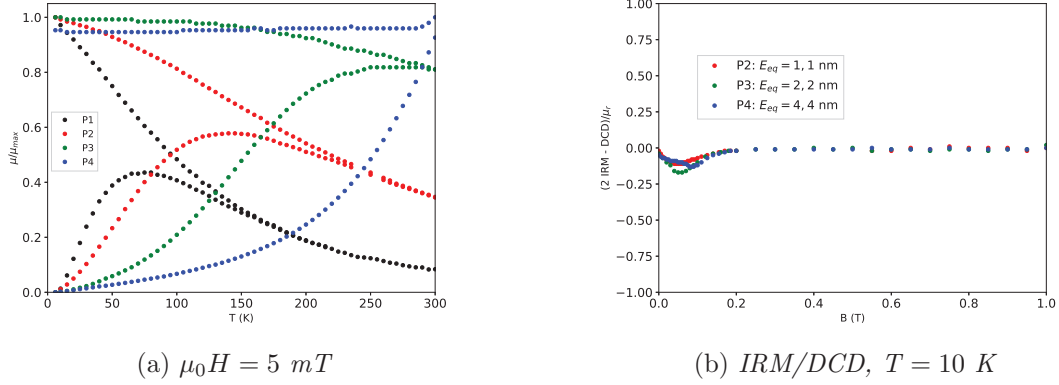 1.0
0.8
0.6
0.4
0.2
0.0
μ/μmax
P1
P2
P3
P4
0 50 100 150 200 250 300
T (K)
(a) μ₀H = 5 mT
1.00
0.75
0.50
0.25
0.00
−0.25
−0.50
−0.75
−1.00
(2 IRM - DCD)/μr
P2: Eeq = 1, 1 nm
P3: Eeq = 2, 2 nm
P4: Eeq = 4, 4 nm
0.0 0.2 0.4 0.6 0.8 1.0
B (T)
(b) IRM/DCD, T = 10 K